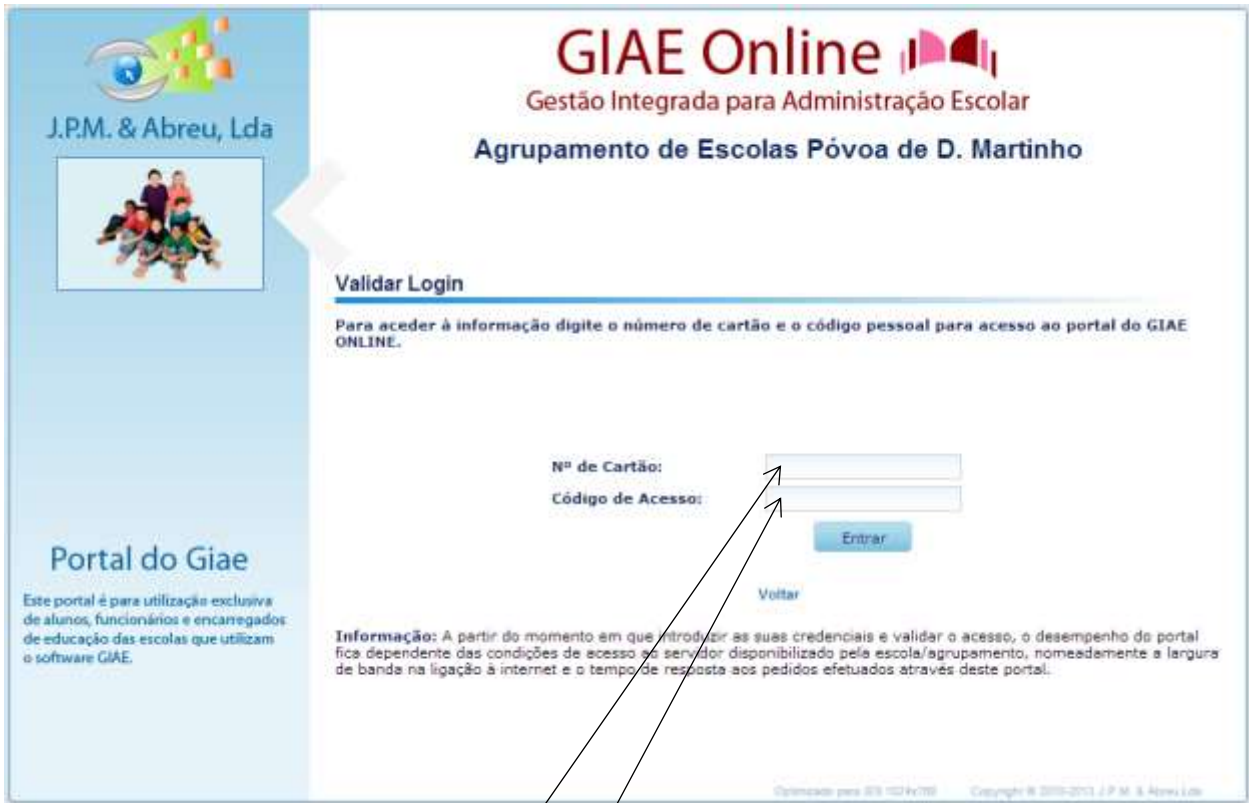 J.P.M. & Abreu, Lda
GIAE Online
Gestão Integrada para Administração Escolar
Agrupamento de Escolas Póvoa de D. Martinho
Validar Login
Para aceder à informação digite o número de cartão e o código pessoal para acesso ao portal do GIAE
ONLINE.
Nº de Cartão:
Código de Acesso:
Entrar
Voltar
Portal do Giae
Este portal é para utilização exclusiva
de alunos, funcionários e encarregados
de educação das escolas que utilizam
o software GIAE.
Informação: A partir do momento em que introduzir as suas credenciais e validar o acesso, o desempenho do portal
fica dependente das condições de acesso ao servidor disponibilizado pela escola/agrupamento, nomeadamente a largura
de banda na ligação à internet e o tempo de resposta aos pedidos efetuados através deste portal.
Copyright © 2010-2013 J.P.M. & Abreu Lda